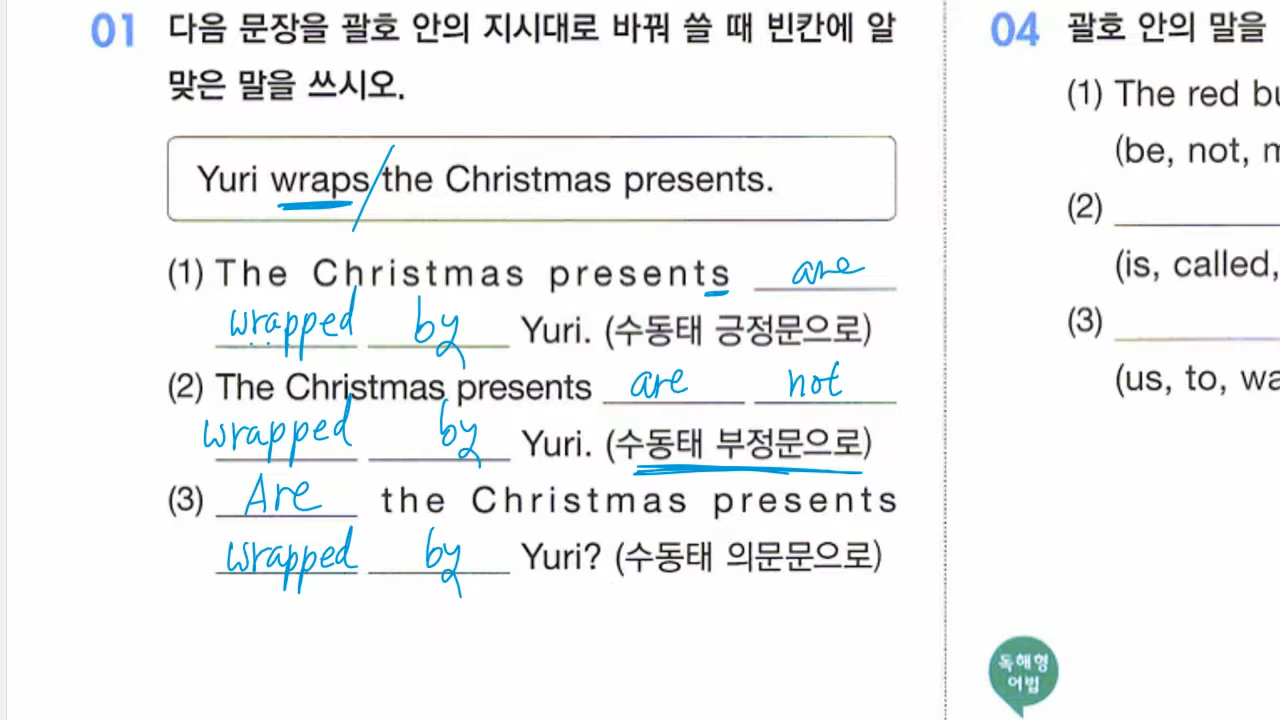 01 다음 문장을 괄호 안의 지시대로 바꿔 쓸 때 빈칸에 알
맞은 말을 쓰시오.
Yuri wraps / the Christmas presents.
(1) The Christmas presents are
wrapped by Yuri. (수동태 긍정문으로)
(2) The Christmas presents are not
wrapped by Yuri. (수동태 부정문으로)
(3) Are the Christmas presents
wrapped by Yuri? (수동태 의문문으로)
04 괄호 안의 말을
(1) The red bu
(be, not, m
(2)
(is, called,
(3)
(us, to, wa
독해형
어법